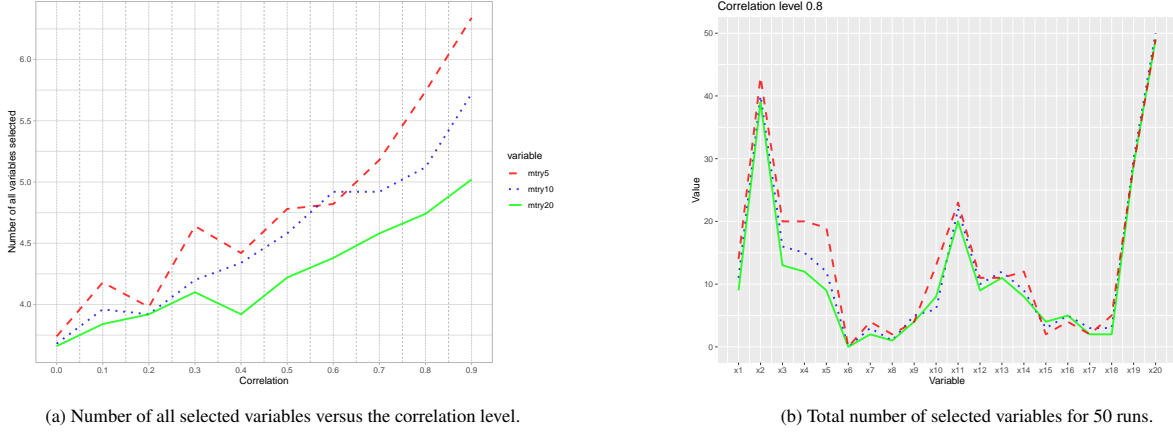 Number of all variables selected
6.0
5.5
5.0
4.5
4.0
0.0 0.1 0.2 0.3 0.4 0.5 0.6 0.7 0.8 0.9
Correlation
variable
mtry5
mtry10
mtry20
(a) Number of all selected variables versus the correlation level.
Correlation level 0.8
Value
50
40
30
20
10
0
x1 x2 x3 x4 x5 x6 x7 x8 x9 x10 x11 x12 x13 x14 x15 x16 x17 x18 x19 x20
Variable
(b) Total number of selected variables for 50 runs.